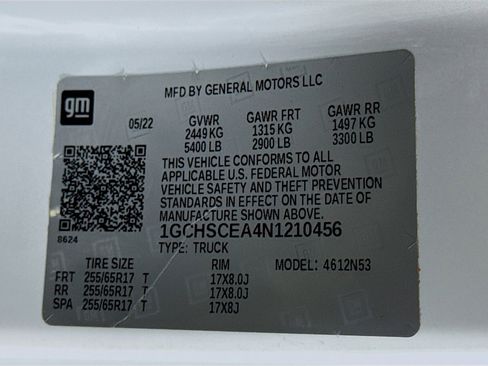 gm
MFD BY GENERAL MOTORS LLC
05/22 GVWR GAWR FRT GAWR RR
2449 KG 1315 KG 1497 KG
5400 LB 2900 LB 3300 LB
THIS VEHICLE CONFORMS TO ALL
APPLICABLE U.S. FEDERAL MOTOR
VEHICLE SAFETY AND THEFT PREVENTION
STANDARDS IN EFFECT ON THE DATE OF
MANUFACTURE SHOWN ABOVE.
8624
1GCHSCEA4N1210456
TYPE: TRUCK
TIRE SIZE RIM MODEL: 4612N53
FRT 255/65R17 T 17X8.0J
RR 255/65R17 T 17X8.0J
SPA 255/65R17 T 17X8J